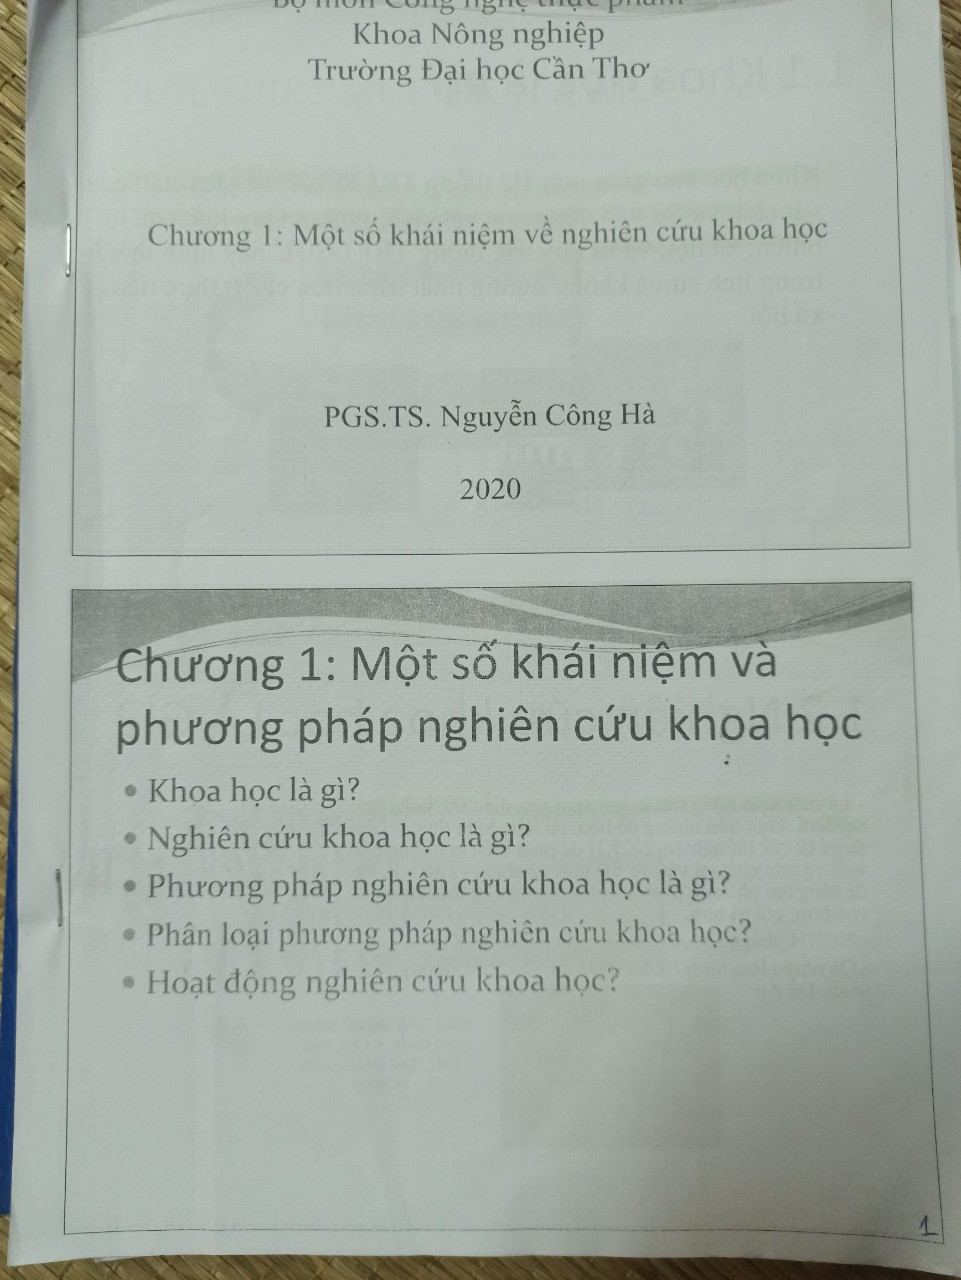 Bộ môn Công nghệ thực phẩm
Khoa Nông nghiệp
Trường Đại học Cần Thơ
Chương 1: Một số khái niệm về nghiên cứu khoa học
PGS.TS. Nguyễn Công Hà
2020
Chương 1: Một số khái niệm và
phương pháp nghiên cứu khoa học
• Khoa học là gì?
• Nghiên cứu khoa học là gì?
• Phương pháp nghiên cứu khoa học là gì?
• Phân loại phương pháp nghiên cứu khoa học?
• Hoạt động nghiên cứu khoa học?
1